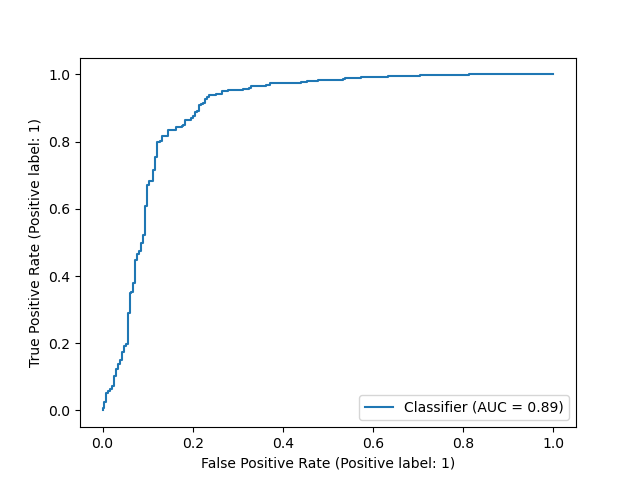 1.0
0.8
0.6
0.4
0.2
0.0
True Positive Rate (Positive label: 1)
Classifier (AUC = 0.89)
0.0 0.2 0.4 0.6 0.8 1.0
False Positive Rate (Positive label: 1)